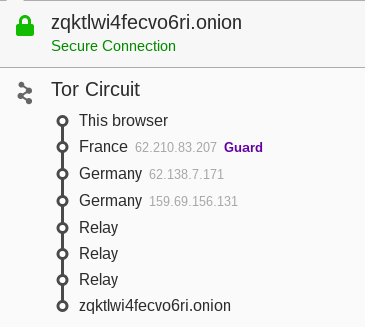 zqktlwi4fecvo6ri.onion
Secure Connection
Tor Circuit
This browser
France 62.210.83.207 Guard
Germany 62.138.7.171
Germany 159.69.156.131
Relay
Relay
Relay
zqktlwi4fecvo6ri.onion